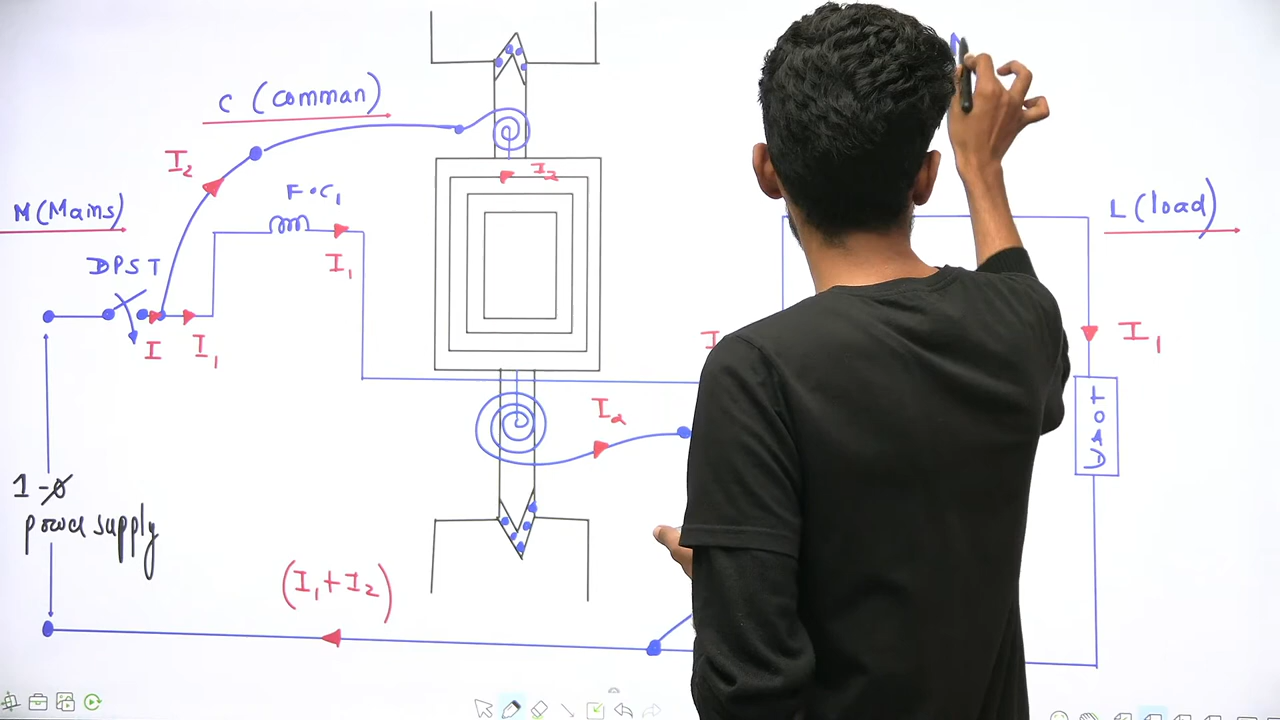 C (comman)
I₂
I₂
M (Mains)
F.C₁
L (load)
DPST
I₁
I
I₁
I₁
LOAD
I₂
1-ϕ
power supply
(I₁+I₂)